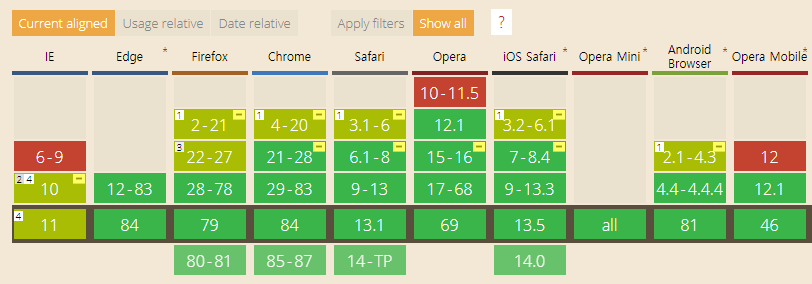 Current aligned Usage relative Date relative Apply filters Show all ?
IE Edge * Firefox Chrome Safari Opera iOS Safari * Opera Mini * Android Browser * Opera Mobile *
10-11.5
1 2-21 1 4-20 1 3.1-6 12.1 1 3.2-6.1
6-9 3 22-27 21-28 6.1-8 15-16 7-8.4 1 2.1-4.3 12
2 4 10 12-83 28-78 29-83 9-13 17-68 9-13.3 4.4-4.4.4 12.1
4 11 84 79 84 13.1 69 13.5 all 81 46
80-81 85-87 14-TP 14.0